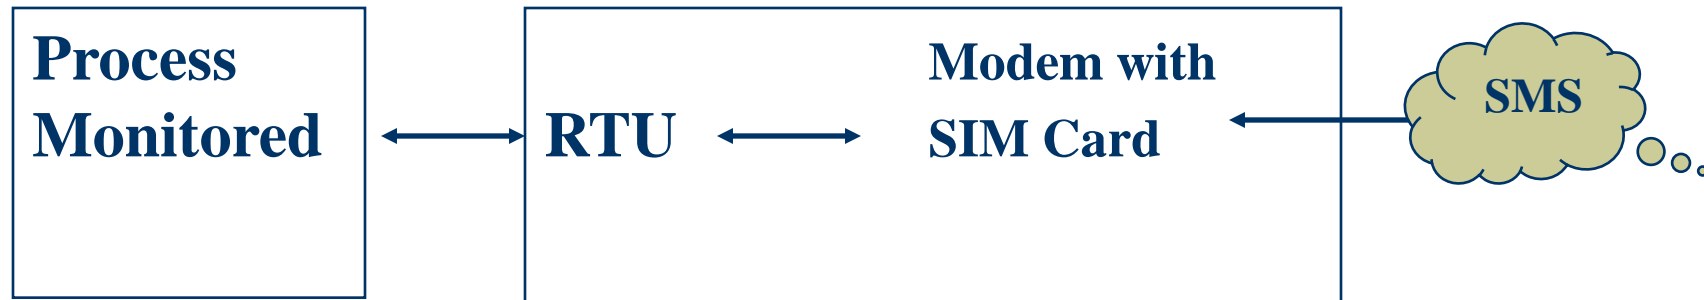 Process
Monitored
RTU
Modem with
SIM Card
SMS